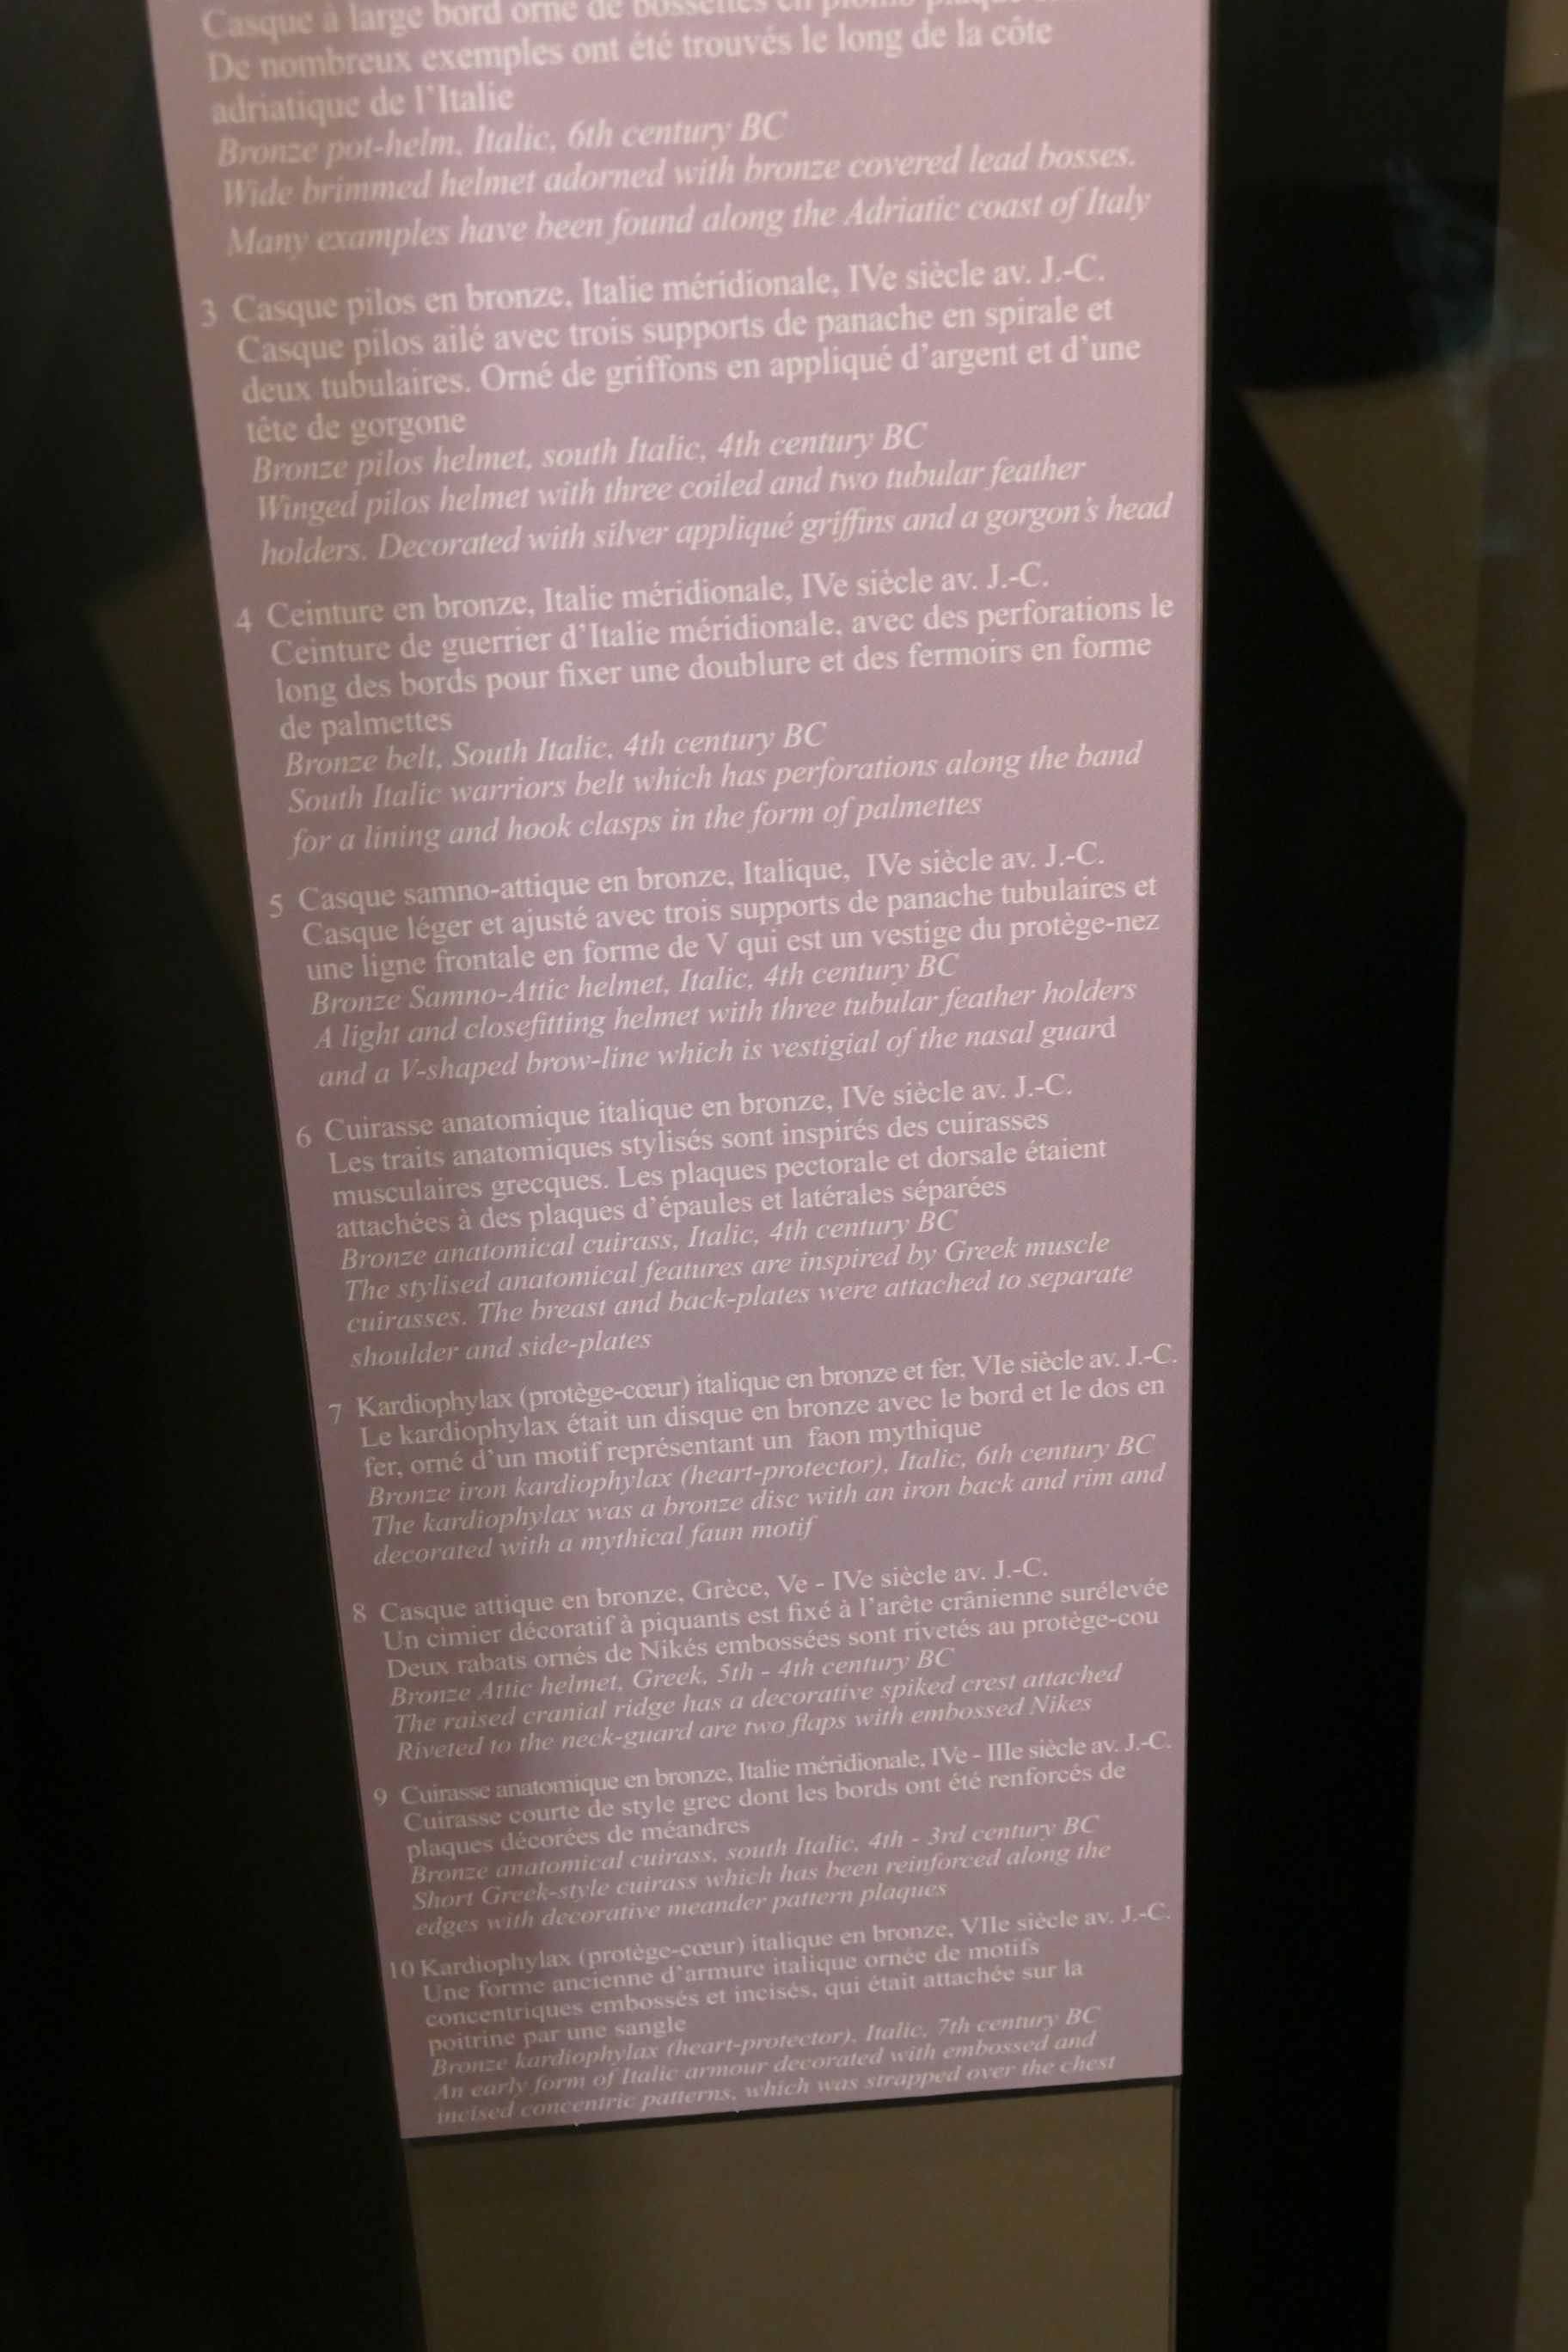 Casque à large bord orné de bossettes en plomb
De nombreux exemples ont été trouvés le long de la côte
adriatique de l'Italie
Bronze pot-helm, Italic, 6th century BC
Wide brimmed helmet adorned with bronze covered lead bosses.
Many examples have been found along the Adriatic coast of Italy
3 Casque pilos en bronze, Italie méridionale, IVe siècle av. J.-C.
Casque pilos ailé avec trois supports de panache en spirale et
deux tubulaires. Orné de griffons en appliqué d'argent et d'une
tête de gorgone
Bronze pilos helmet, south Italic, 4th century BC
Winged pilos helmet with three coiled and two tubular feather
holders. Decorated with silver appliqué griffins and a gorgon's head
4 Ceinture en bronze, Italie méridionale, IVe siècle av. J.-C.
Ceinture de guerrier d'Italie méridionale, avec des perforations le
long des bords pour fixer une doublure et des fermoirs en forme
de palmettes
Bronze belt, South Italic, 4th century BC
South Italic warriors belt which has perforations along the band
for a lining and hook clasps in the form of palmettes
5 Casque samno-attique en bronze, Italique, IVe siècle av. J.-C.
Casque léger et ajusté avec trois supports de panache tubulaires et
une ligne frontale en forme de V qui est un vestige du protège-nez
Bronze Samno-Attic helmet, Italic, 4th century BC
A light and closefitting helmet with three tubular feather holders
and a V-shaped brow-line which is vestigial of the nasal guard
6 Cuirasse anatomique italique en bronze, IVe siècle av. J.-C.
Les traits anatomiques stylisés sont inspirés des cuirasses
musculaires grecques. Les plaques pectorale et dorsale étaient
attachées à des plaques d'épaules et latérales séparées
Bronze anatomical cuirass, Italic, 4th century BC
The stylised anatomical features are inspired by Greek muscle
cuirasses. The breast and back-plates were attached to separate
shoulder and side-plates
7 Kardiophylax (protège-cœur) italique en bronze et fer, VIe siècle av. J.-C.
Le kardiophylax était un disque en bronze avec le bord et le dos en
fer, orné d'un motif représentant un faon mythique
Bronze iron kardiophylax (heart-protector), Italic, 6th century BC
The kardiophylax was a bronze disc with an iron back and rim and
decorated with a mythical faun motif
8 Casque attique en bronze, Grèce, Ve - IVe siècle av. J.-C.
Un cimier décoratif à piquants est fixé à l'arête crânienne surélevée
Deux rabats ornés de Nikés embossées sont rivetés au protège-cou
Bronze Attic helmet, Greek, 5th - 4th century BC
The raised cranial ridge has a decorative spiked crest attached
Riveted to the neck-guard are two flaps with embossed Nikes
9 Cuirasse anatomique en bronze, Italie méridionale, IVe - IIIe siècle av. J.-C.
Cuirasse courte de style grec dont les bords ont été renforcés de
plaques décorées de méandres
Bronze anatomical cuirass, south Italic, 4th - 3rd century BC
Short Greek-style cuirass which has been reinforced along the
edges with decorative meander pattern plaques
10 Kardiophylax (protège-cœur) italique en bronze, VIIe siècle av. J.-C.
Une forme ancienne d'armure italique ornée de motifs
concentriques embossés et incisés, qui était attachée sur la
poitrine par une sangle
Bronze kardiophylax (heart-protector), Italic, 7th century BC
An early form of Italic armour decorated with embossed and
incised concentric patterns, which was strapped over the chest